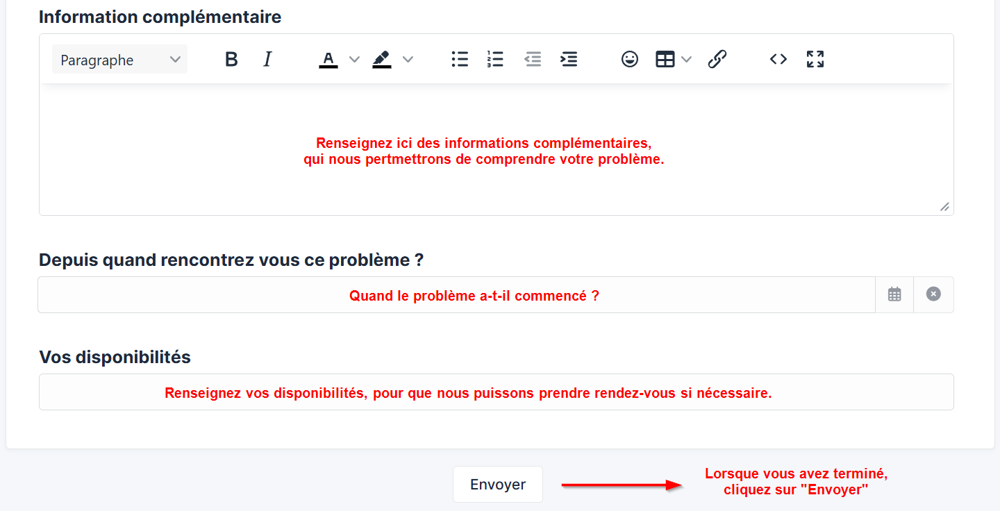 Information complémentaire
Paragraphe
B I A
Renseignez ici des informations complémentaires,
qui nous pertmettrons de comprendre votre problème.
Depuis quand rencontrez vous ce problème ?
Quand le problème a-t-il commencé ?
Vos disponibilités
Renseignez vos disponibilités, pour que nous puissons prendre rendez-vous si nécessaire.
Envoyer
Lorsque vous avez terminé,
cliquez sur "Envoyer"